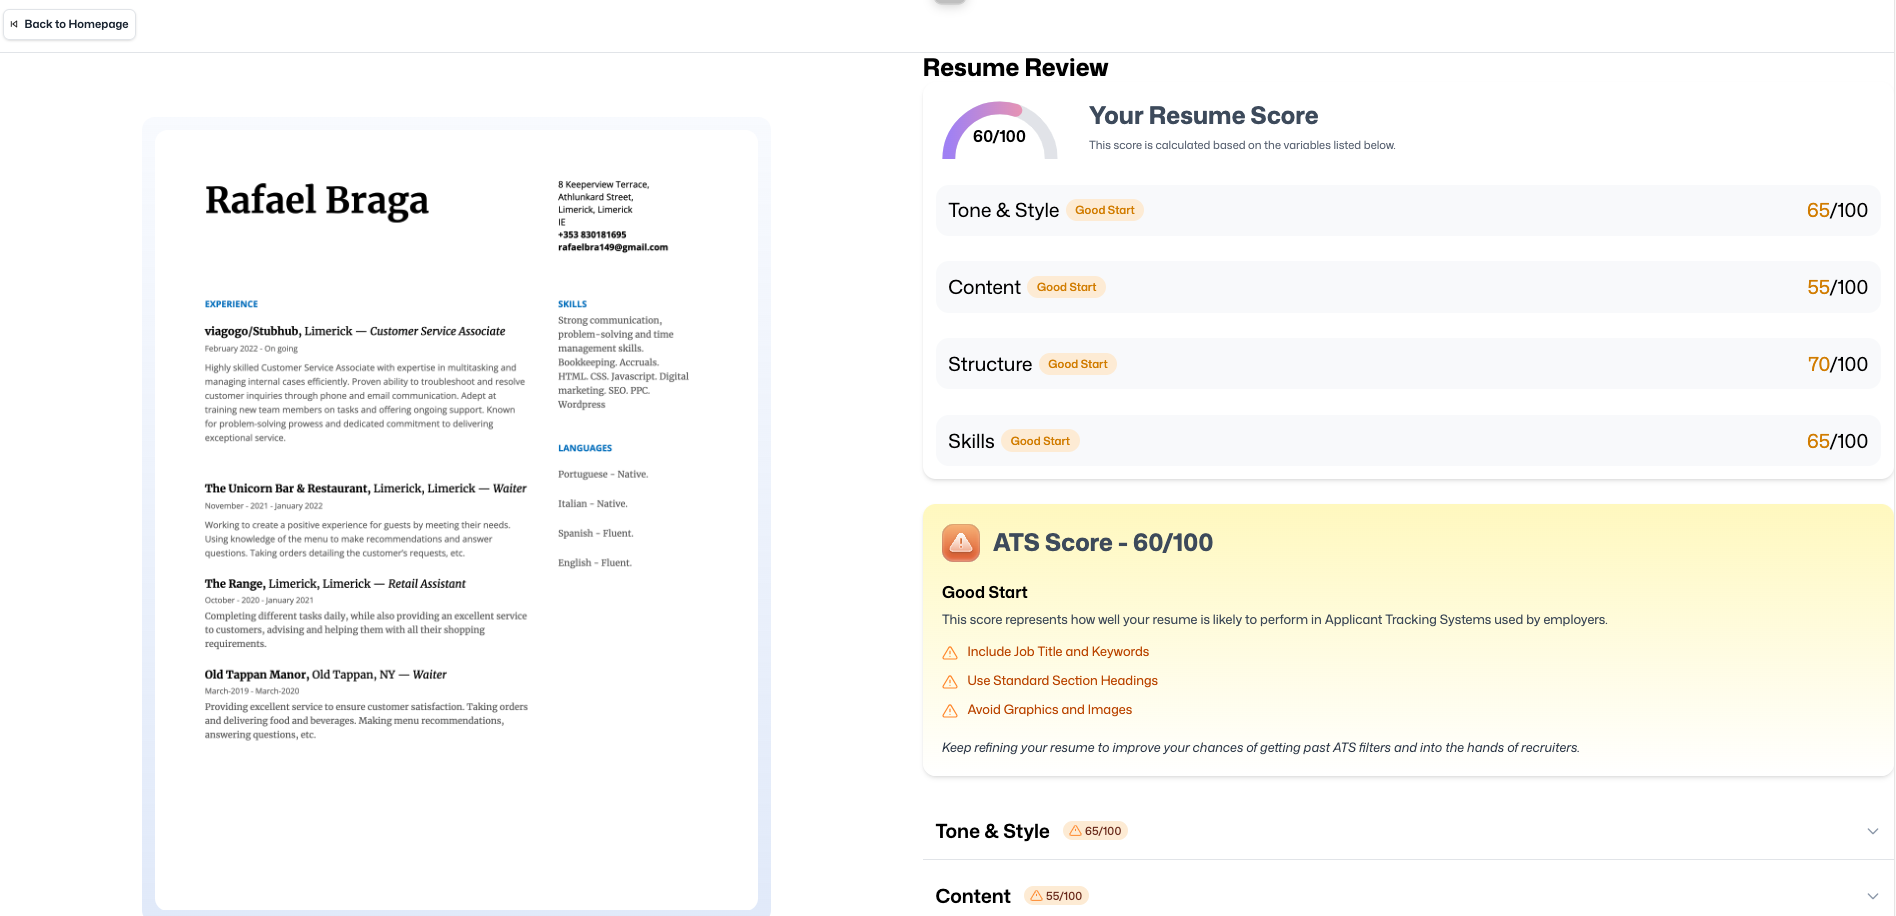 Back to Homepage
Rafael Braga
8 Keeperview Terrace,
Athlunkard Street,
Limerick, Limerick
IE
+353 830181695
rafaelbra149@gmail.com
EXPERIENCE
viagogo/Stubhub, Limerick — Customer Service Associate
February 2022 - On going
Highly skilled Customer Service Associate with expertise in multitasking and
managing internal cases efficiently. Proven ability to troubleshoot and resolve
customer inquiries through phone and email communication. Adept at
training new team members on tasks and offering ongoing support. Known
for problem-solving prowess and dedicated commitment to delivering
exceptional service.
The Unicorn Bar & Restaurant, Limerick, Limerick — Waiter
November - 2021 - January 2022
Working to create a positive experience for guests by meeting their needs.
Using knowledge of the menu to make recommendations and answer
questions. Taking orders detailing the customer's requests, etc.
The Range, Limerick, Limerick — Retail Assistant
October - 2020 - January 2021
Completing different tasks daily, while also providing an excellent service
to customers, advising and helping them with all their shopping
requirements.
Old Tappan Manor, Old Tappan, NY — Waiter
March-2019 - March-2020
Providing excellent service to ensure customer satisfaction. Taking orders
and delivering food and beverages. Making menu recommendations,
answering questions, etc.
SKILLS
Strong communication,
problem-solving and time
management skills.
Bookkeeping. Accruals.
HTML. CSS. Javascript. Digital
marketing. SEO. PPC.
Wordpress
LANGUAGES
Portuguese - Native.
Italian - Native.
Spanish - Fluent.
English - Fluent.
Resume Review
60/100
Your Resume Score
This score is calculated based on the variables listed below.
Tone & Style Good Start 65/100
Content Good Start 55/100
Structure Good Start 70/100
Skills Good Start 65/100
ATS Score - 60/100
Good Start
This score represents how well your resume is likely to perform in Applicant Tracking Systems used by employers.
Include Job Title and Keywords
Use Standard Section Headings
Avoid Graphics and Images
Keep refining your resume to improve your chances of getting past ATS filters and into the hands of recruiters.
Tone & Style 65/100
Content 55/100